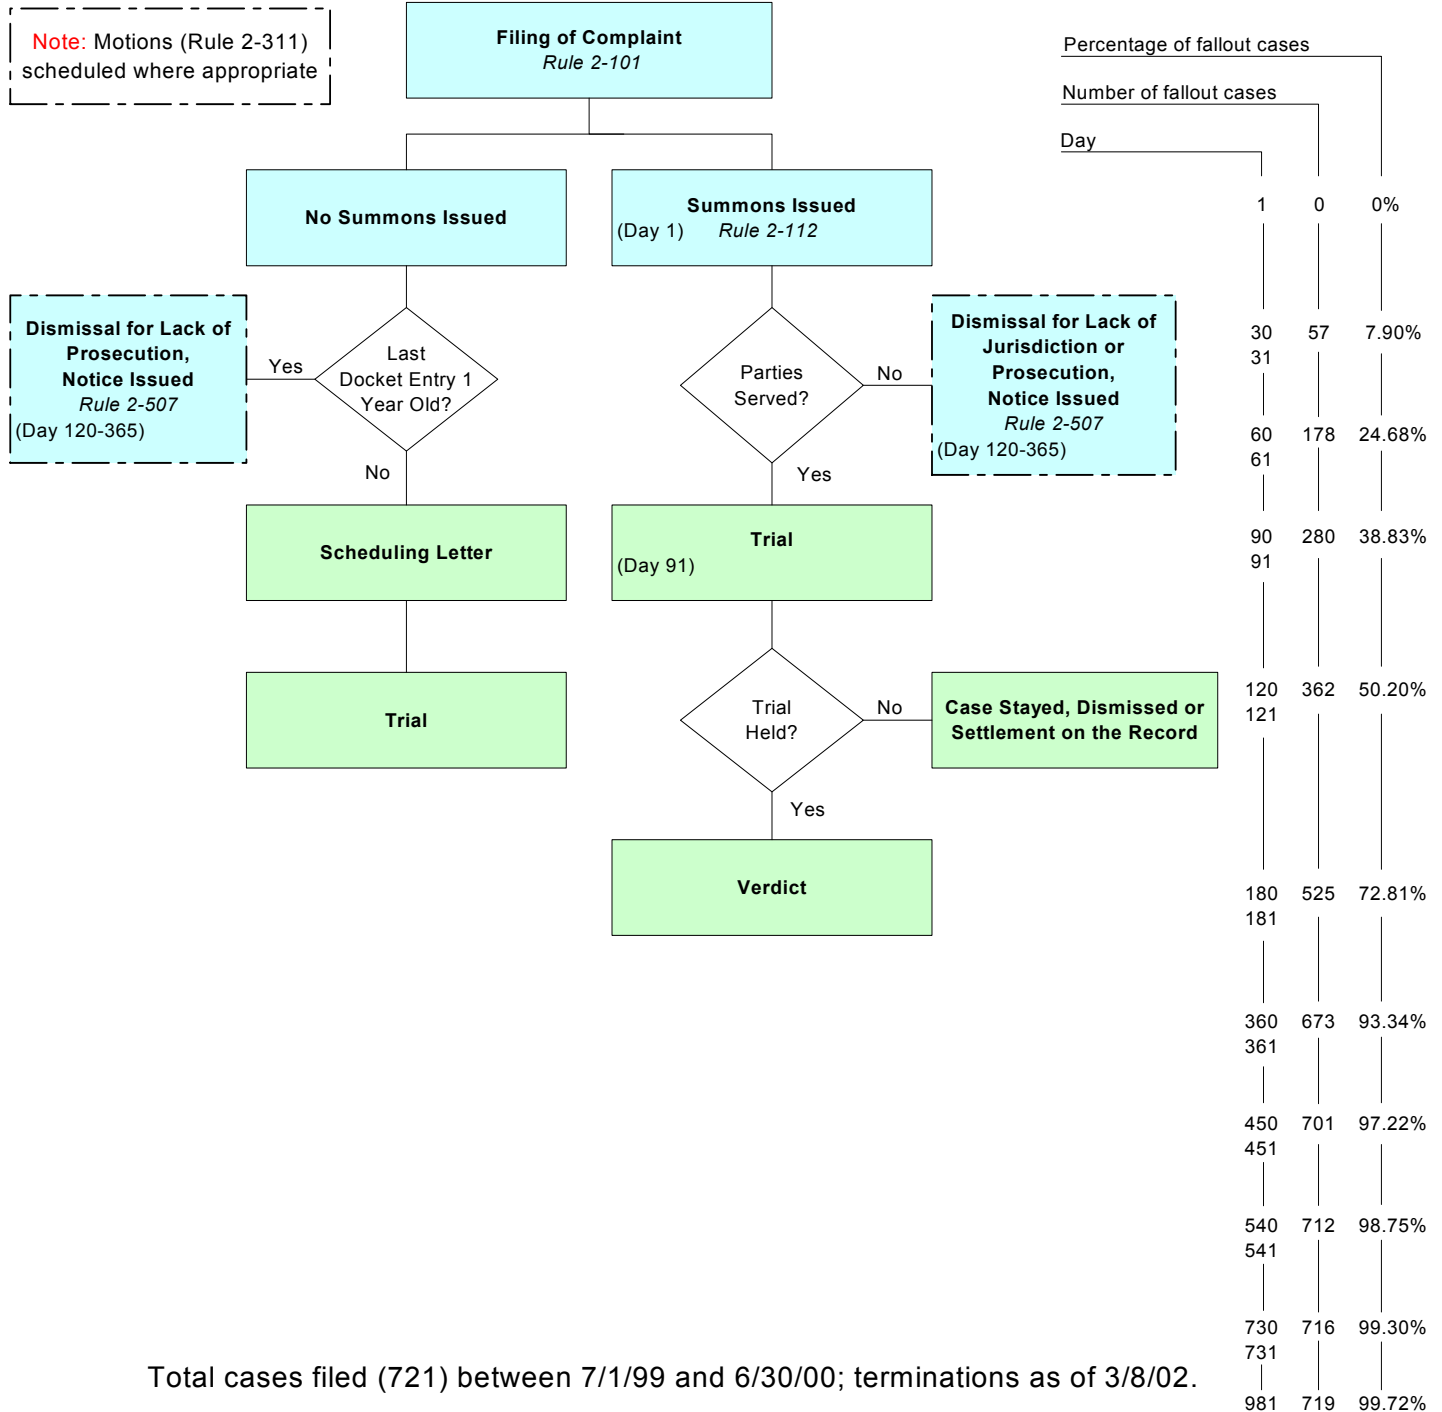 Note: Motions (Rule 2-311)
scheduled where appropriate
Filing of Complaint
Rule 2-101
Percentage of fallout cases
Number of fallout cases
Day
No Summons Issued
Summons Issued
(Day 1) Rule 2-112
1 0 0%
Dismissal for Lack of
Prosecution,
Notice Issued
Rule 2-507
(Day 120-365)
Yes
Last
Docket Entry 1
Year Old?
No
Parties
Served?
No
Yes
Dismissal for Lack of
Jurisdiction or
Prosecution,
Notice Issued
Rule 2-507
(Day 120-365)
30 57 7.90%
31
60 178 24.68%
61
Scheduling Letter
Trial
(Day 91)
90 280 38.83%
91
Trial
Trial
Held?
No
Yes
Case Stayed, Dismissed or
Settlement on the Record
120 362 50.20%
121
Verdict
180 525 72.81%
181
360 673 93.34%
361
450 701 97.22%
451
540 712 98.75%
541
730 716 99.30%
731
Total cases filed (721) between 7/1/99 and 6/30/00; terminations as of 3/8/02.
981 719 99.72%